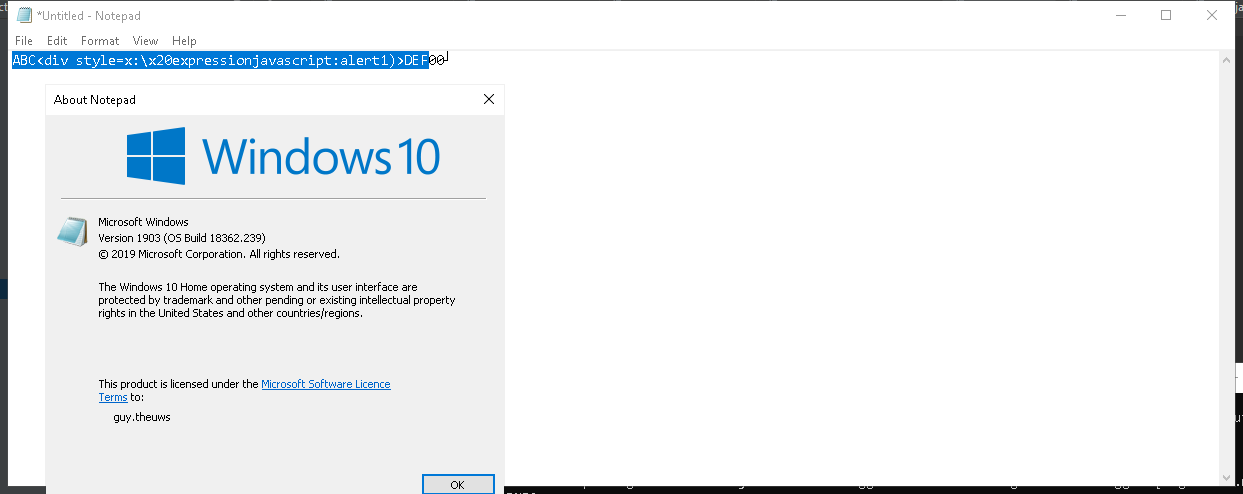 *Untitled - Notepad
File Edit Format View Help
ABC<div style=x:\x20expressionjavascript:alert1)>DEF00
About Notepad
Windows 10
Microsoft Windows
Version 1903 (OS Build 18362.239)
© 2019 Microsoft Corporation. All rights reserved.
The Windows 10 Home operating system and its user interface are
protected by trademark and other pending or existing intellectual property
rights in the United States and other countries/regions.
This product is licensed under the Microsoft Software Licence
Terms to:
guy.theuws
OK